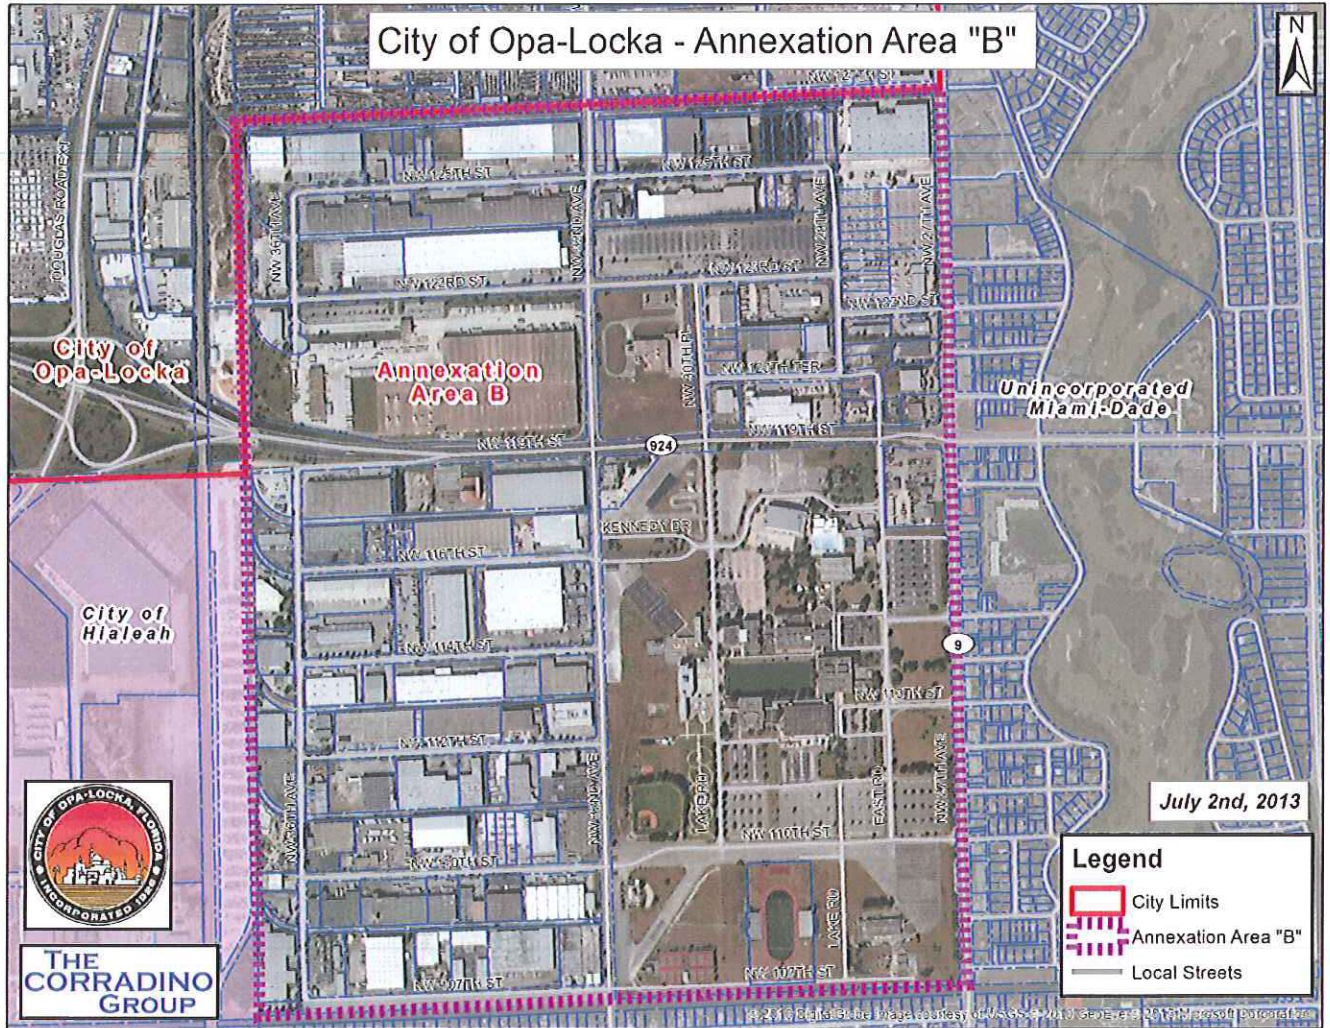 City of Opa-Locka - Annexation Area "B"
N
NW 127TH ST
DOUGLAS ROAD EXT
NW 125TH ST
NW 125TH ST
NW 36TH AVE
NW 32ND AVE
NW 28TH AVE
NW 27TH AVE
NW 123RD ST
NW 123RD ST
NW 122ND ST
City of
Opa-Locka
Annexation
Area B
NW 30TH PL
NW 120TH TER
Unincorporated
Miami-Dade
NW 119TH ST
924
NW 119TH ST
KENNEDY DR
NW 116TH ST
City of
Hialeah
NW 114TH ST
9
NW 113TH ST
NW 112TH ST
NW 36TH AVE
NW 32ND AVE
LAKE RD
EAST RD
NW 27TH AVE
NW 110TH ST
NW 110TH ST
LAKE RD
NW 107TH ST
NW 107TH ST
CITY OF OPA-LOCKA, FLORIDA
INCORPORATED 1926
THE
CORRADINO
GROUP
July 2nd, 2013
Legend
City Limits
Annexation Area "B"
Local Streets